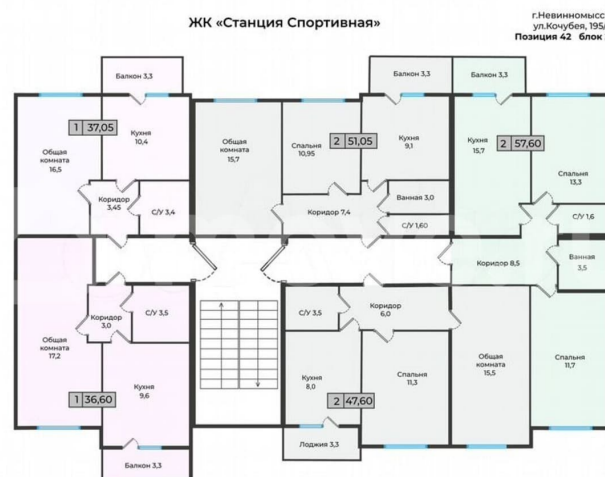 ЖК «Станция Спортивная»
г.Невинномысс
ул.Кочубея, 195/
Позиция 42 блок
Балкон 3,3
Балкон 3,3
Балкон 3,3
1 37,05
Кухня
10,4
Общая
комната
16,5
Коридор
3,45
С/У 3,4
Общая
комната
15,7
Спальня
10,95
2 51,05
Кухня
9,1
Коридор 7,4
Ванная 3,0
С/У 1,60
Кухня
15,7
2 57,60
Спальня
13,3
С/У 1,6
Коридор 8,5
Ванная
3,5
Спальня
11,7
Общая
комната
17,2
Коридор
3,0
С/У 3,5
1 36,60
Кухня
9,6
Балкон 3,3
С/У 3,5
Коридор
6,0
Кухня
8,0
Спальня
11,3
2 47,60
Общая
комната
15,5
Лоджия 3,3